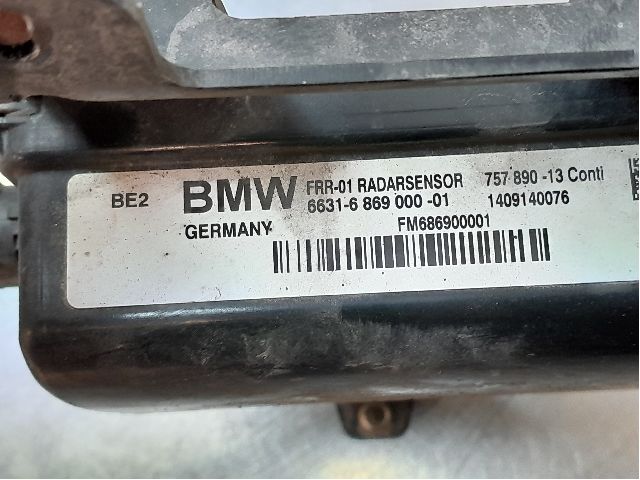 BE2 BMW FRR-01 RADARSENSOR 757 890 -13 Conti
6631-6 869 000 -01 1409140076
GERMANY FM686900001